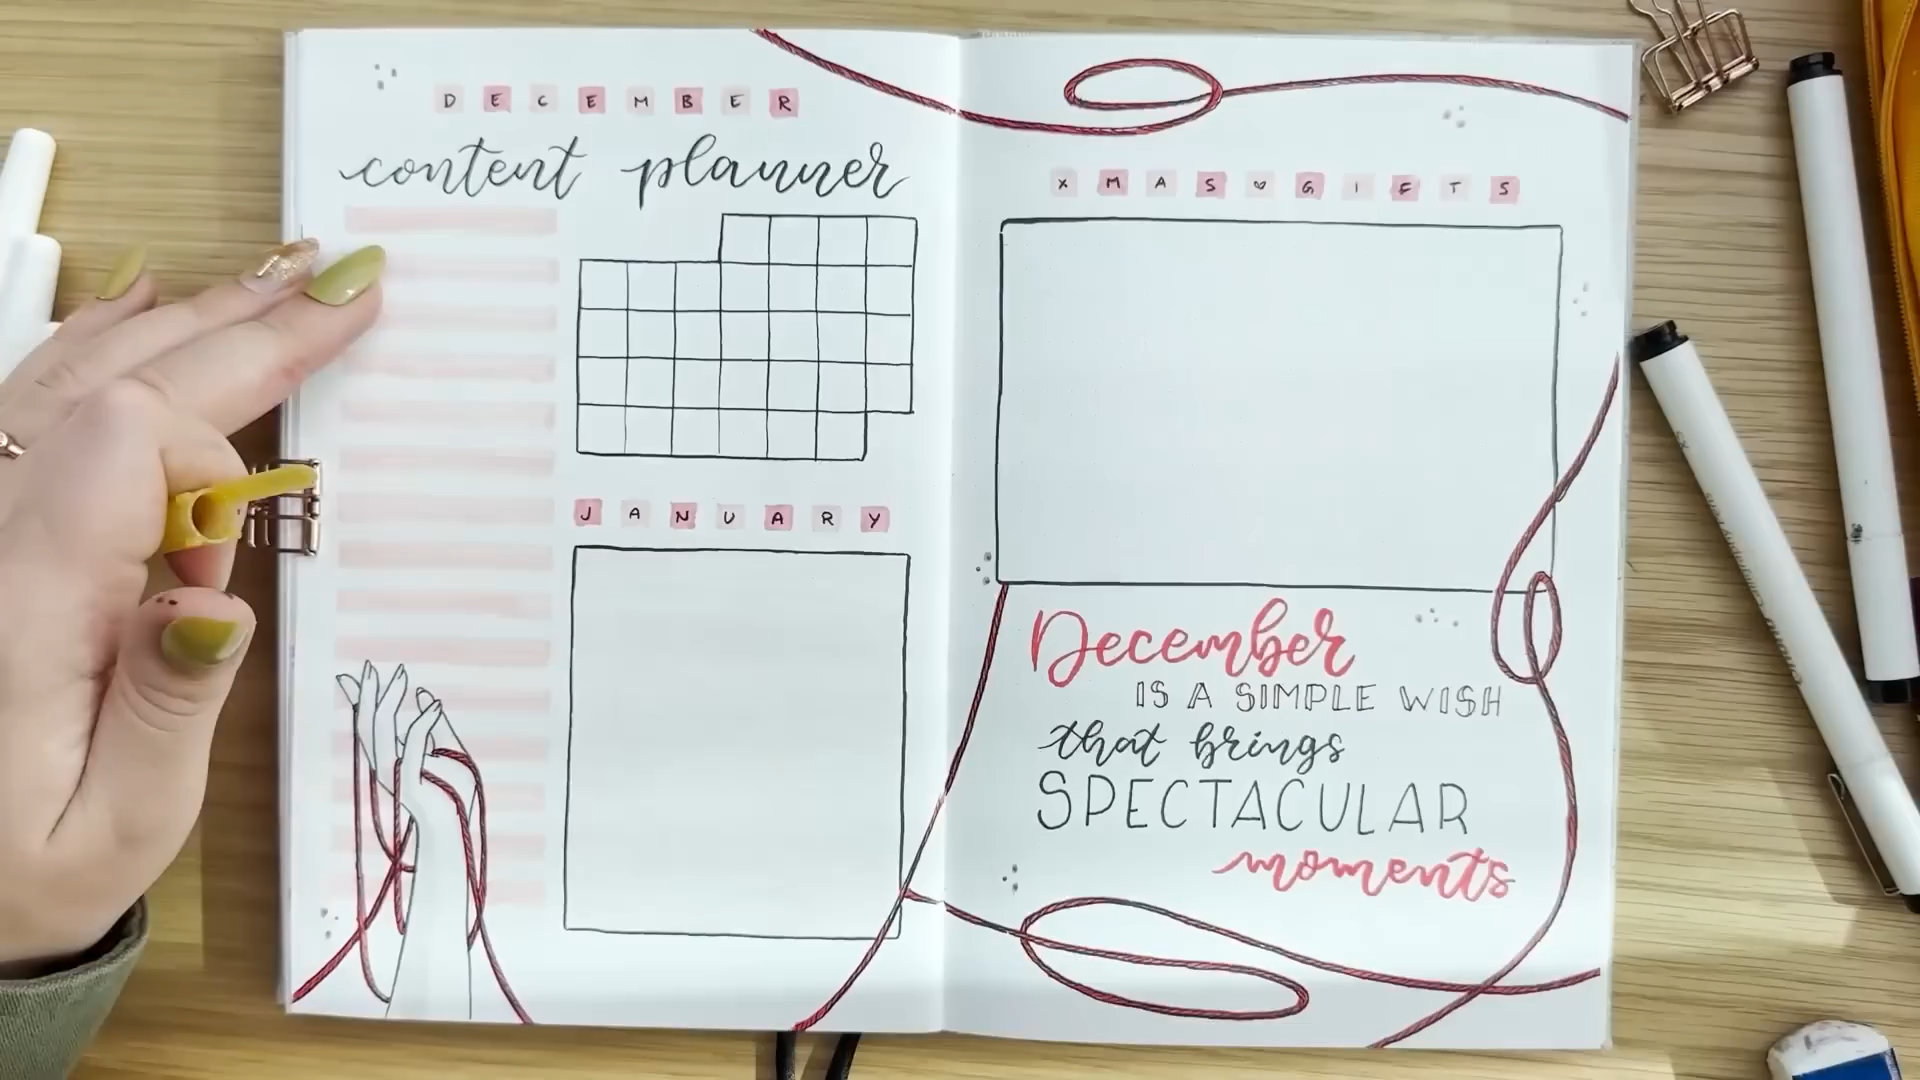 DECEMBER
content planner
JANUARY
XMAS ♥ GIFTS
December
IS A SIMPLE WISH
that brings
SPECTACULAR
moments